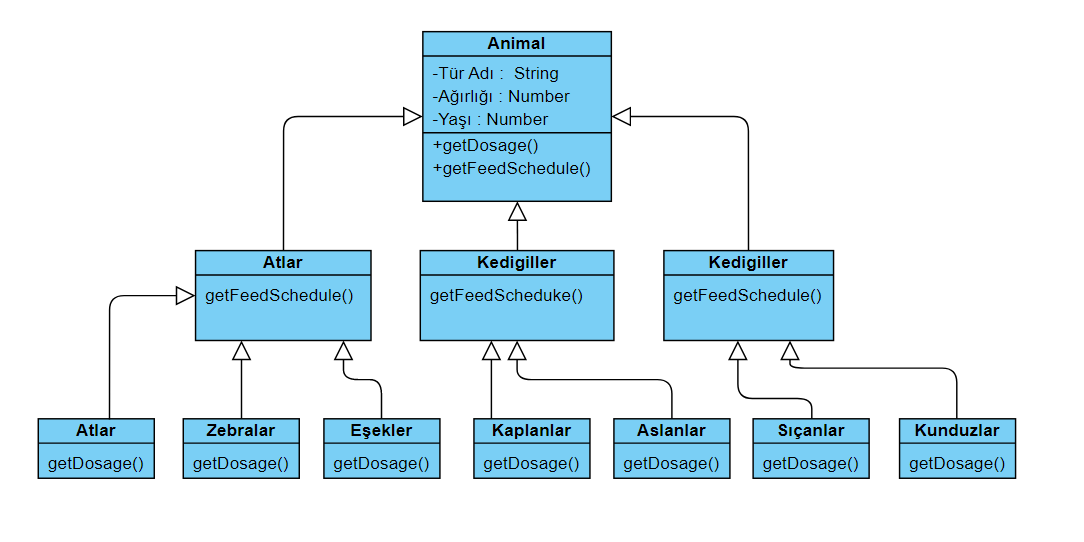 Animal
-Tür Adı : String
-Ağırlığı : Number
-Yaşı : Number
+getDosage()
+getFeedSchedule()
Atlar
getFeedSchedule()
Kedigiller
getFeedScheduke()
Kedigiller
getFeedSchedule()
Atlar
getDosage()
Zebralar
getDosage()
Eşekler
getDosage()
Kaplanlar
getDosage()
Aslanlar
getDosage()
Sıçanlar
getDosage()
Kunduzlar
getDosage()